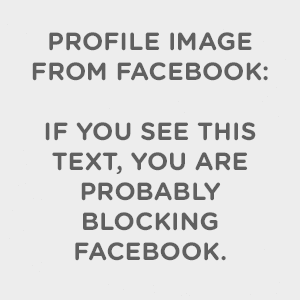 PROFILE IMAGE
FROM FACEBOOK:
IF YOU SEE THIS
TEXT, YOU ARE
PROBABLY
BLOCKING
FACEBOOK.